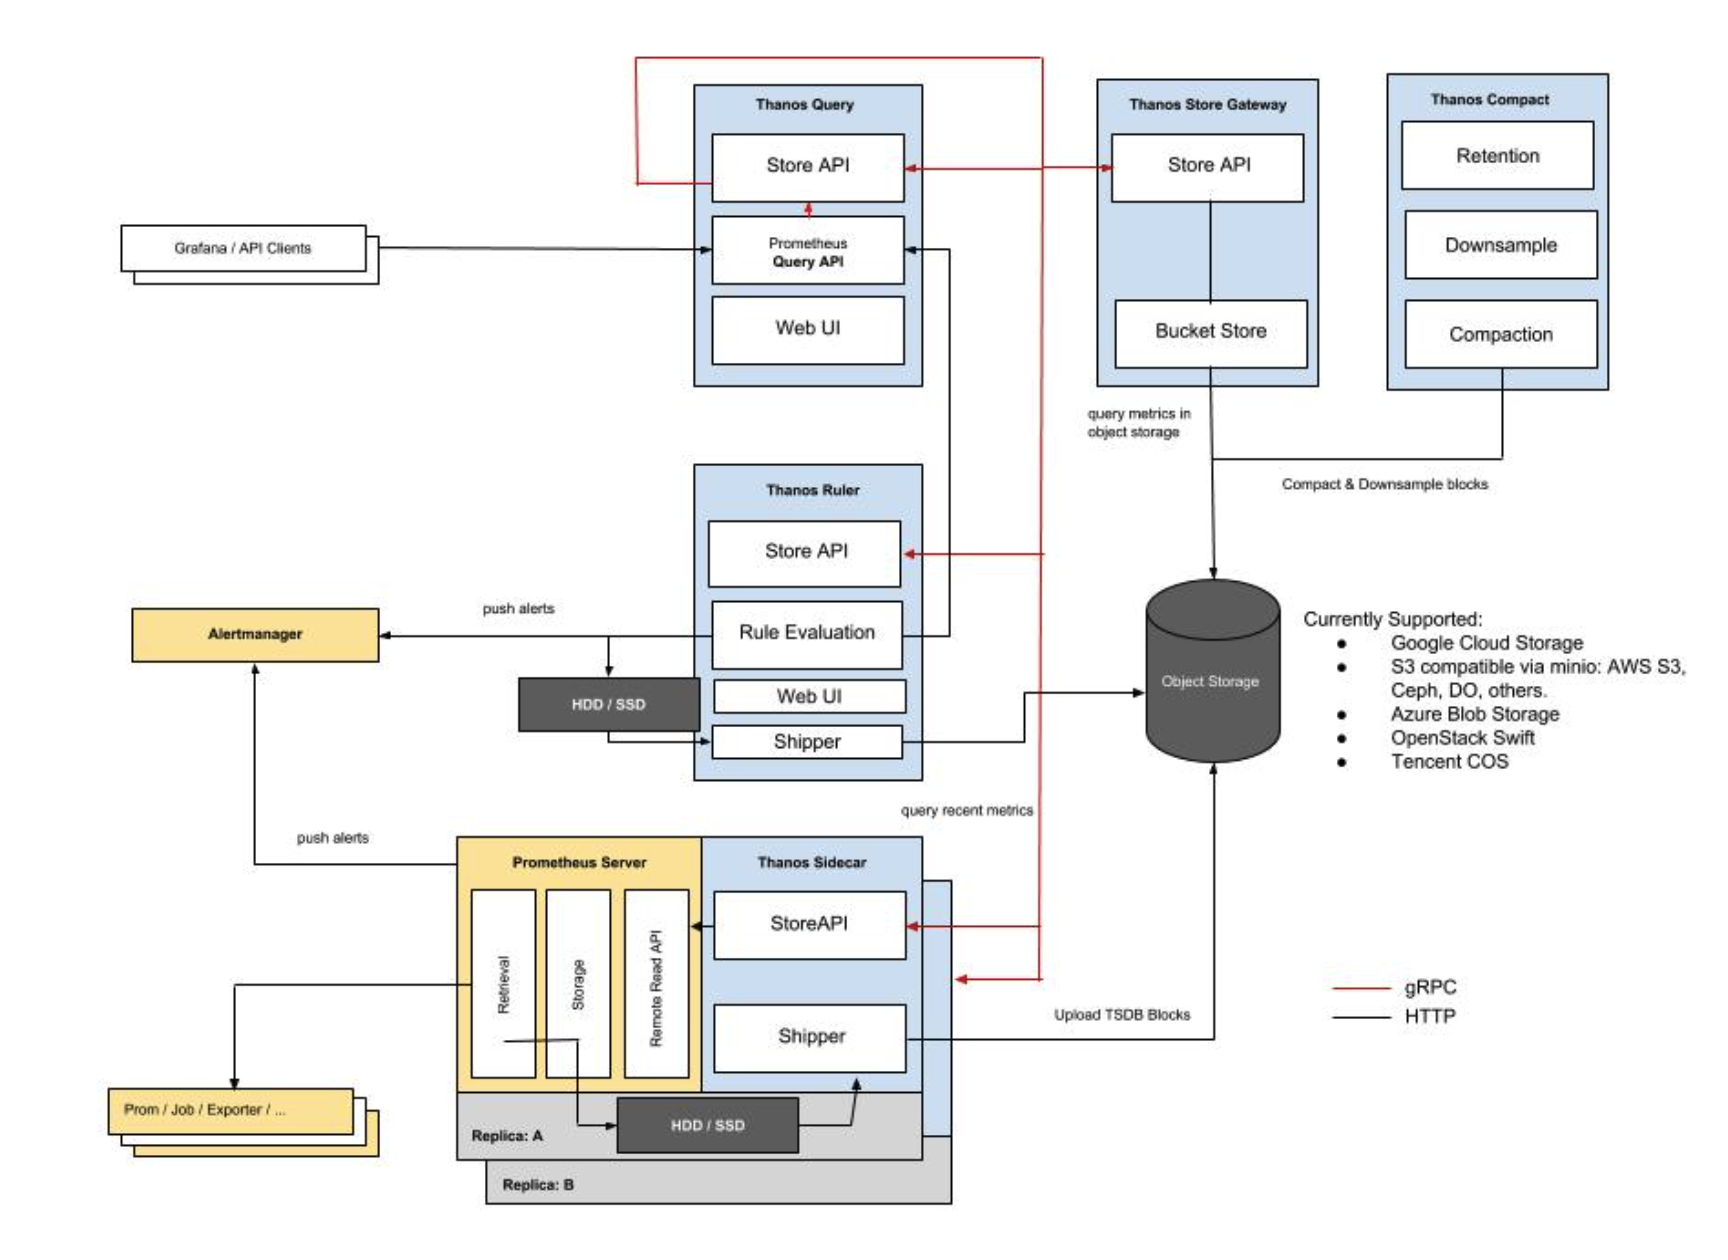 Thanos Query
Store API
Prometheus
Query API
Web UI
Thanos Store Gateway
Store API
Bucket Store
Thanos Compact
Retention
Downsample
Compaction
Grafana / API Clients
query metrics in
object storage
Compact & Downsample blocks
Thanos Ruler
Store API
Rule Evaluation
Web UI
Shipper
push alerts
Alertmanager
HDD / SSD
Object Storage
Currently Supported:
● Google Cloud Storage
● S3 compatible via minio: AWS S3,
Ceph, DO, others.
● Azure Blob Storage
● OpenStack Swift
● Tencent COS
query recent metrics
push alerts
Prometheus Server
Retrieval
Storage
Remote Read API
Thanos Sidecar
StoreAPI
Shipper
Upload TSDB Blocks
gRPC
HTTP
Prom / Job / Exporter / ...
HDD / SSD
Replica: A
Replica: B